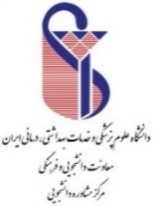 دانشگاه علوم پزشکی و خدمات بهداشتی، درمانی ایران
معاونت دانشجویی و فرهنگی
مرکز مشاوره دانشجویی